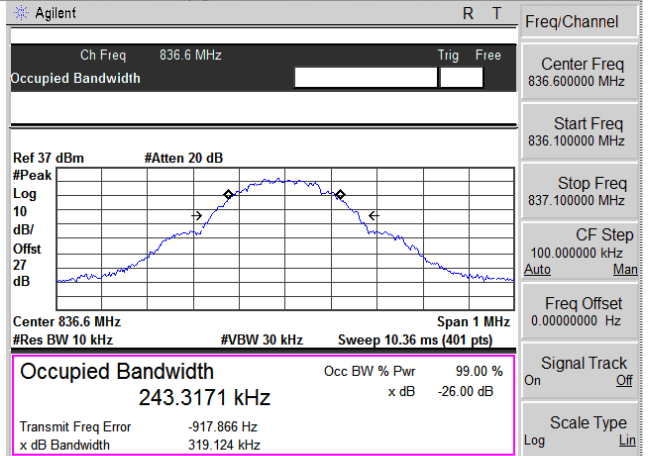 Agilent R T
Freq/Channel
Ch Freq 836.6 MHz Trig Free
Occupied Bandwidth
Center Freq
836.600000 MHz
Start Freq
836.100000 MHz
Stop Freq
837.100000 MHz
CF Step
100.000000 kHz
Auto Man
Freq Offset
0.00000000 Hz
Signal Track
On Off
Scale Type
Log Lin
Ref 37 dBm #Atten 20 dB
#Peak
Log
10
dB/
Offst
27
dB
Center 836.6 MHz Span 1 MHz
#Res BW 10 kHz #VBW 30 kHz Sweep 10.36 ms (401 pts)
Occupied Bandwidth Occ BW % Pwr 99.00 %
243.3171 kHz x dB -26.00 dB
Transmit Freq Error -917.866 Hz
x dB Bandwidth 319.124 kHz